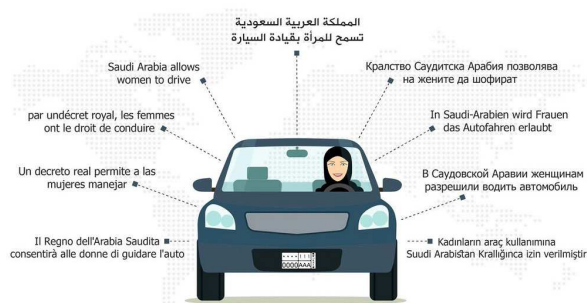 المملكة العربية السعودية
تسمح للمرأة بقيادة السيارة
Saudi Arabia allows
women to drive
Кралство Саудитска Арабия позволява
на жените да шофират
par undécret royal, les femmes
ont le droit de conduire
In Saudi-Arabien wird Frauen
das Autofahren erlaubt
Un decreto real permite a las
mujeres manejar
В Саудовской Аравии женщинам
разрешили водить автомобиль
Il Regno dell'Arabia Saudita
consentirà alle donne di guidare l'auto
Kadınların araç kullanımına
Suudi Arabistan Krallığınca izin verilmiştir
0000 AAA